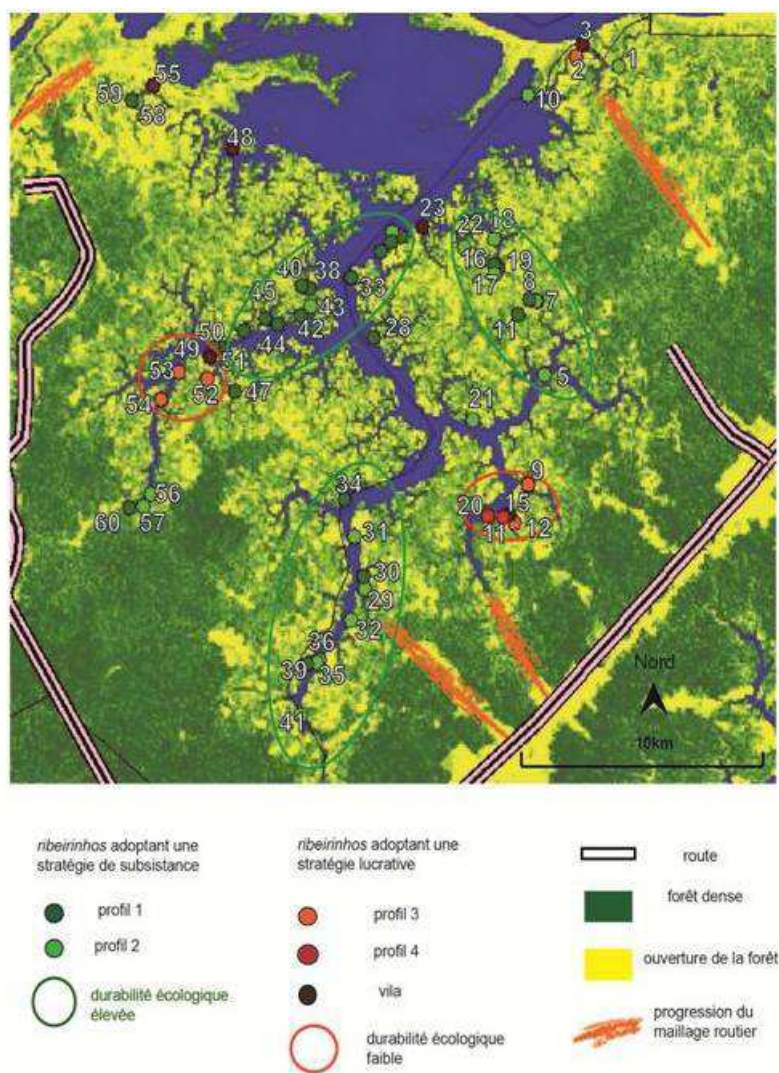 3
1
2
55
10
59
58
48
23
22
18
16
19
17
40
38
33
8
7
45
43
11
42
44
28
50
49
51
53
5
52
47
54
21
9
34
56
20
15
60
57
11
12
31
30
29
32
36
39
35
41
Nord
10km
ribeirinhos adoptant une
stratégie de subsistance
profil 1
profil 2
durabilité écologique
élevée
ribeirinhos adoptant une
stratégie lucrative
profil 3
profil 4
vila
durabilité écologique
faible
route
forêt dense
ouverture de la forêt
progression du
maillage routier